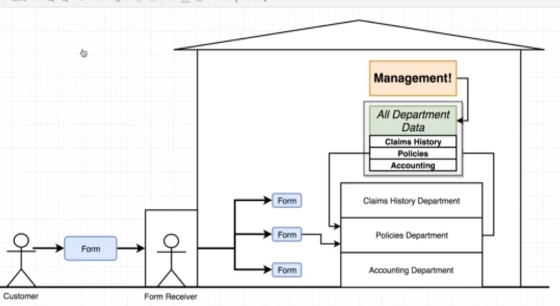 Management!
All Department
Data
Claims History
Policies
Accounting
Claims History Department
Form
Policies Department
Form
Form
Accounting Department
Form
Customer
Form Receiver